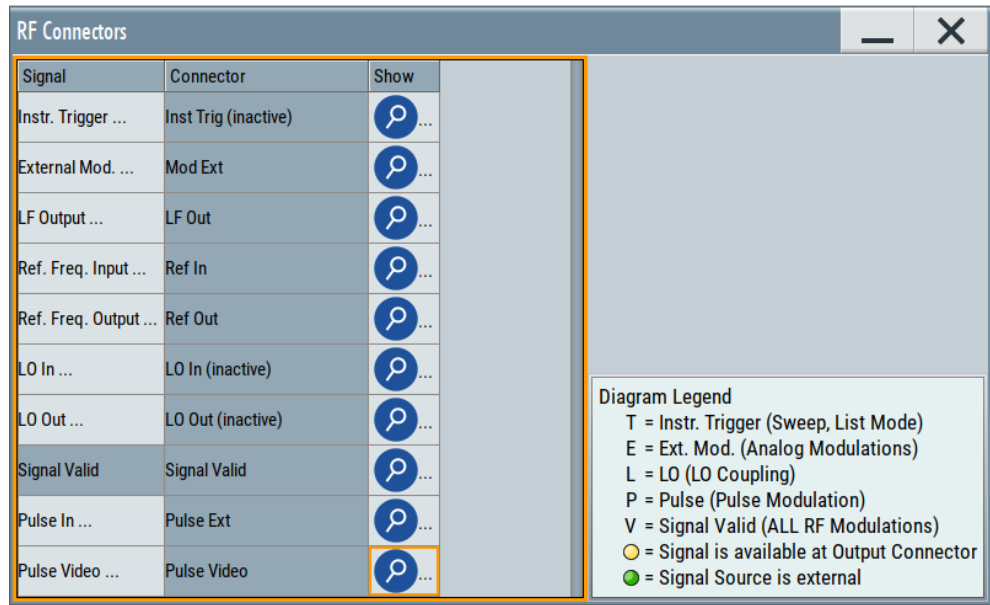 RF Connectors
Signal Connector Show
Instr. Trigger ... Inst Trig (inactive) ...
External Mod. ... Mod Ext ...
LF Output ... LF Out ...
Ref. Freq. Input ... Ref In ...
Ref. Freq. Output ... Ref Out ...
LO In ... LO In (inactive) ...
LO Out ... LO Out (inactive) ...
Signal Valid Signal Valid ...
Pulse In ... Pulse Ext ...
Pulse Video ... Pulse Video ...
Diagram Legend
T = Instr. Trigger (Sweep, List Mode)
E = Ext. Mod. (Analog Modulations)
L = LO (LO Coupling)
P = Pulse (Pulse Modulation)
V = Signal Valid (ALL RF Modulations)
= Signal is available at Output Connector
= Signal Source is external